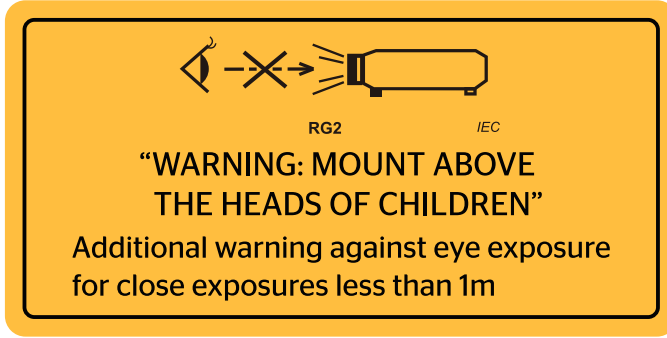 RG2 IEC
“WARNING: MOUNT ABOVE
THE HEADS OF CHILDREN”
Additional warning against eye exposure
for close exposures less than 1m